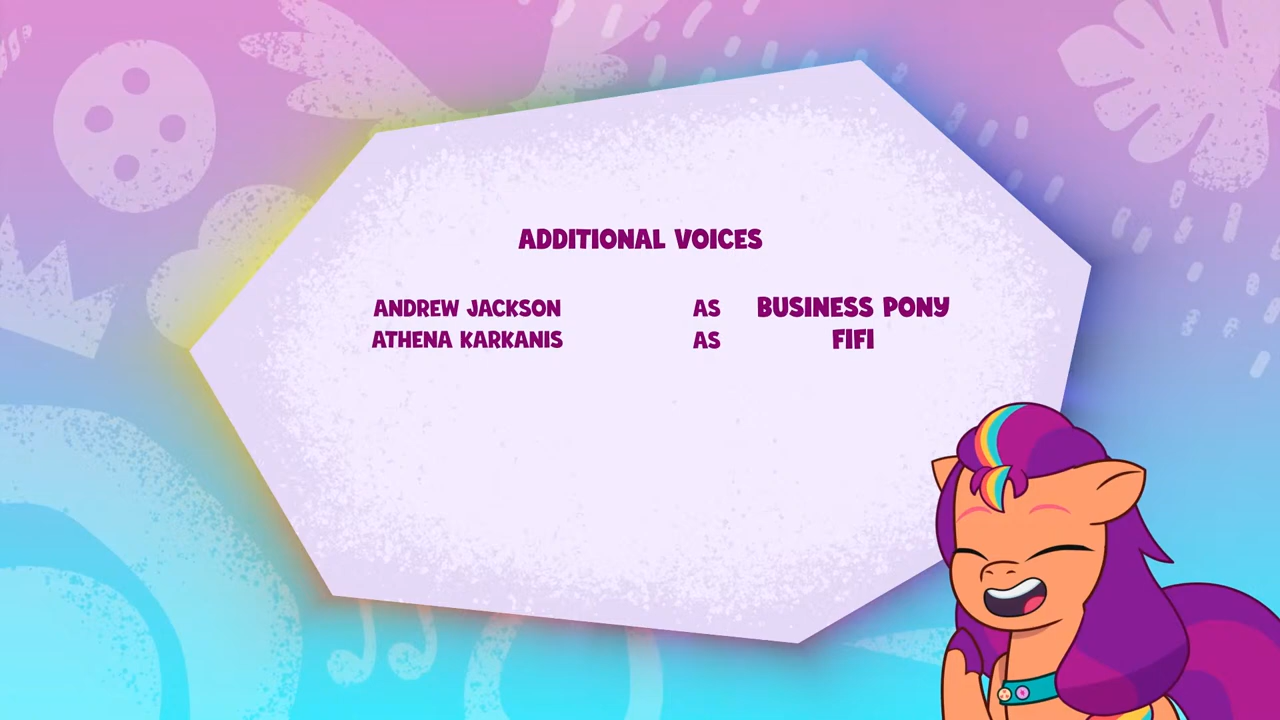 ADDITIONAL VOICES
ANDREW JACKSON AS BUSINESS PONY
ATHENA KARKANIS AS FIFI